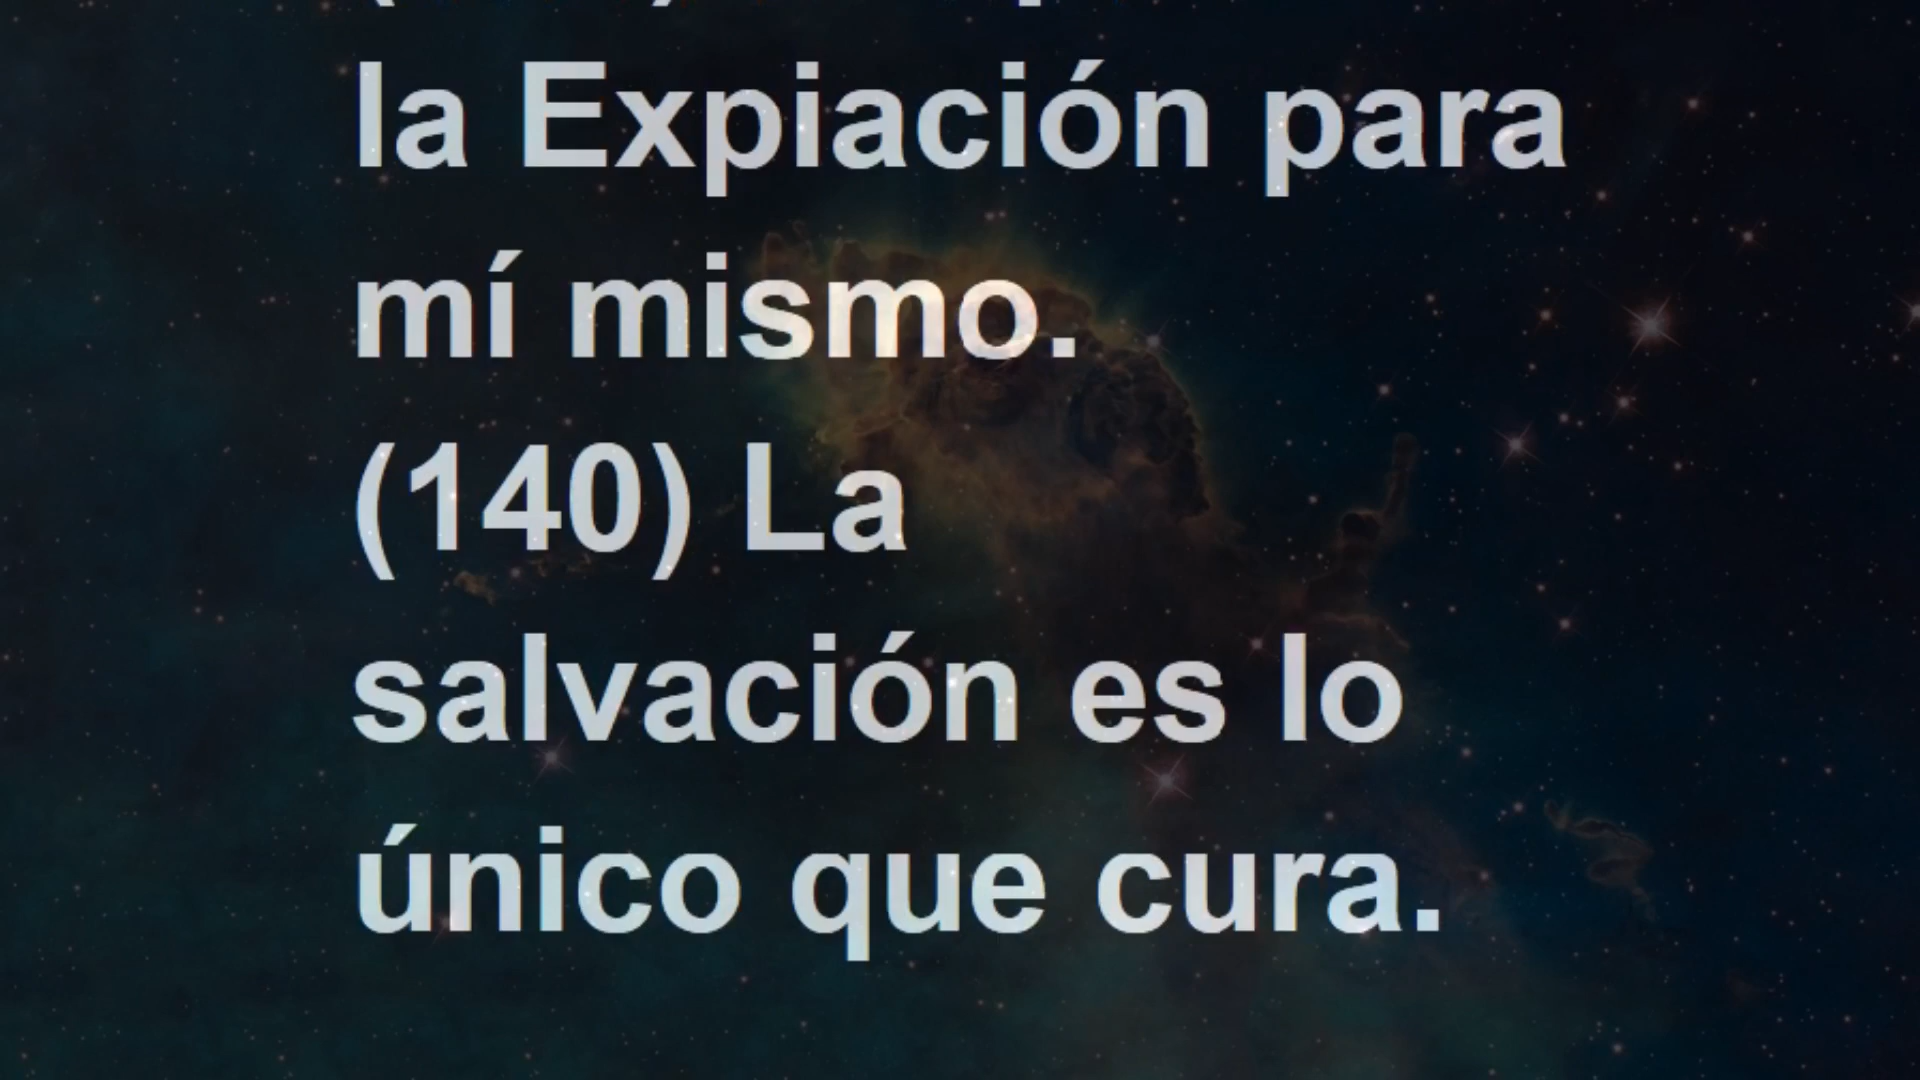 la Expiación para
mí mismo.
(140) La
salvación es lo
único que cura.